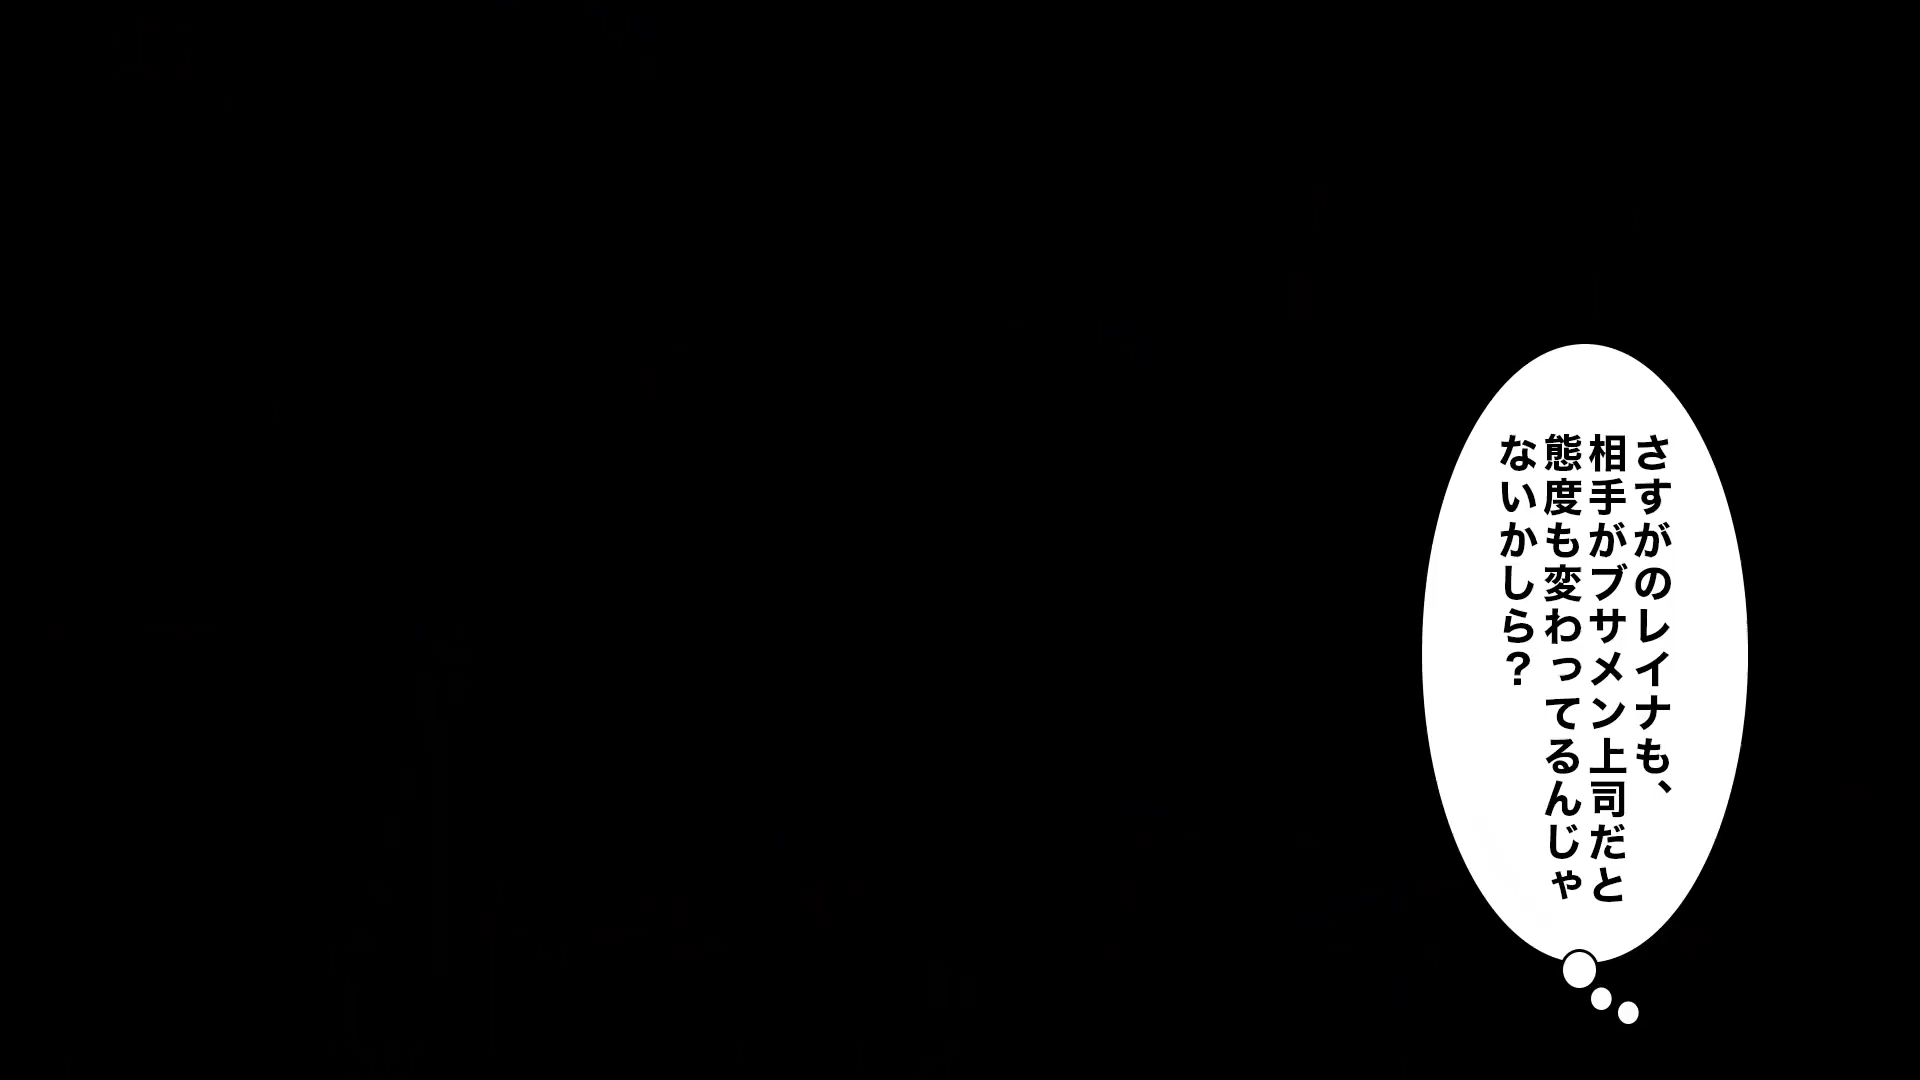 さすがのレイナも、
相手がブサメン上司だと
態度も変わってるんじゃ
ないかしら？